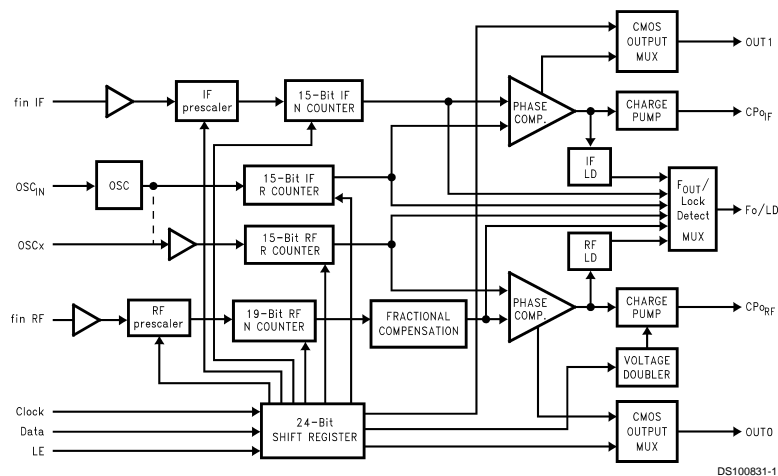 CMOS
OUTPUT
MUX
OUT1
fin IF
IF
prescaler
15-Bit IF
N COUNTER
PHASE
COMP.
CHARGE
PUMP
CPoIF
IF
LD
OSCIN
OSC
15-Bit IF
R COUNTER
FOUT/
Lock
Detect
MUX
Fo/LD
OSCx
15-Bit RF
R COUNTER
RF
LD
fin RF
RF
prescaler
19-Bit RF
N COUNTER
FRACTIONAL
COMPENSATION
PHASE
COMP.
CHARGE
PUMP
CPoRF
VOLTAGE
DOUBLER
Clock
Data
LE
24-Bit
SHIFT REGISTER
CMOS
OUTPUT
MUX
OUT0
DS100831-1